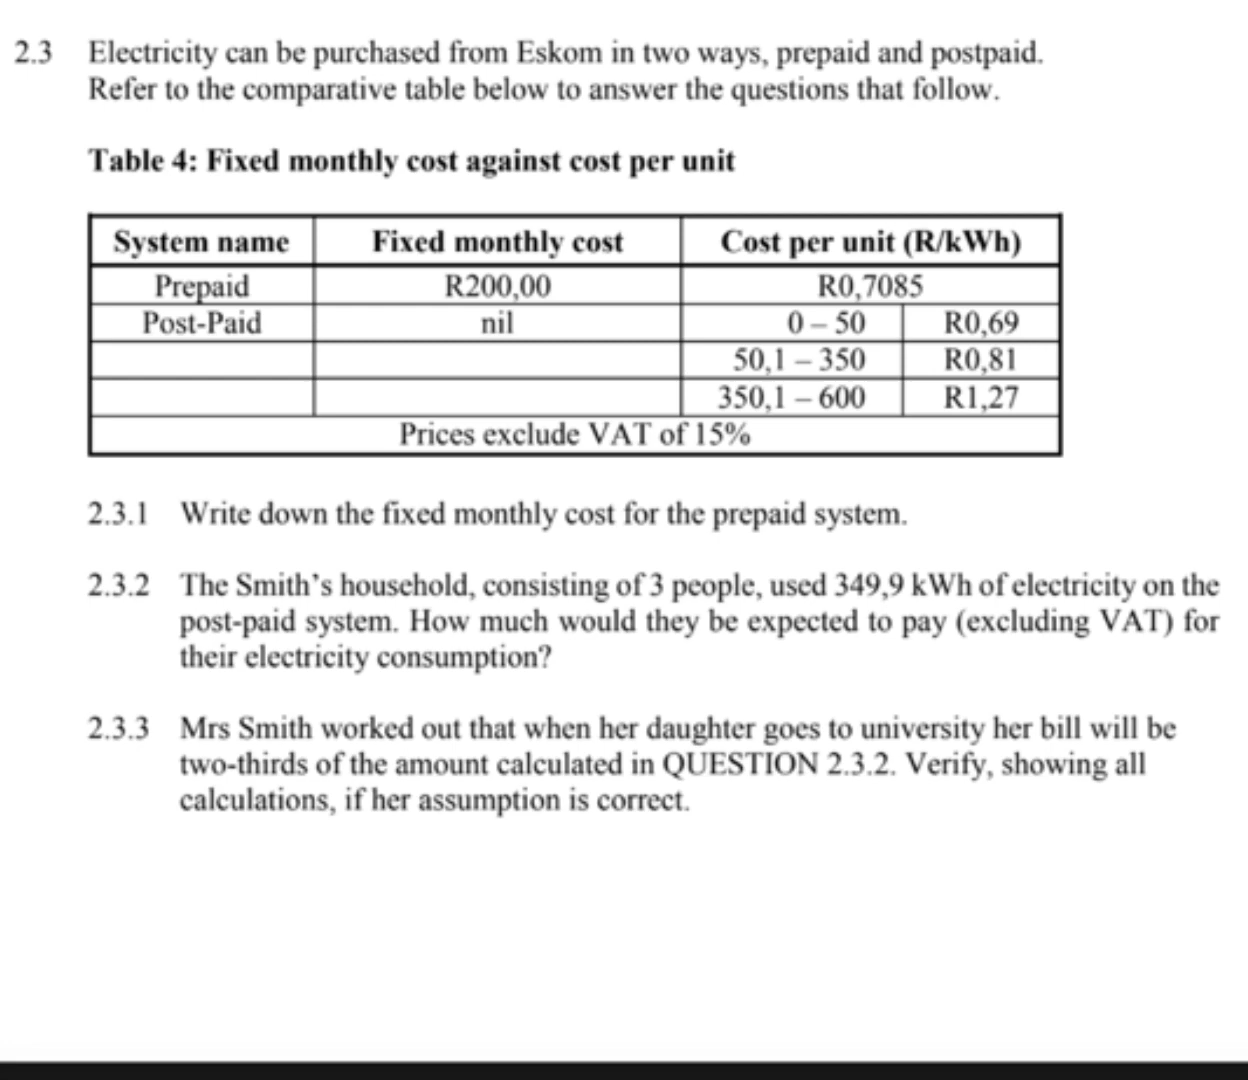 2.3 Electricity can be purchased from Eskom in two ways, prepaid and postpaid.
Refer to the comparative table below to answer the questions that follow.
Table 4: Fixed monthly cost against cost per unit
System name Fixed monthly cost Cost per unit (R/kWh)
Prepaid R200,00 R0,7085
Post-Paid nil 0 – 50 R0,69
50,1 – 350 R0,81
350,1 – 600 R1,27
Prices exclude VAT of 15%
2.3.1 Write down the fixed monthly cost for the prepaid system.
2.3.2 The Smith’s household, consisting of 3 people, used 349,9 kWh of electricity on the
post-paid system. How much would they be expected to pay (excluding VAT) for
their electricity consumption?
2.3.3 Mrs Smith worked out that when her daughter goes to university her bill will be
two-thirds of the amount calculated in QUESTION 2.3.2. Verify, showing all
calculations, if her assumption is correct.